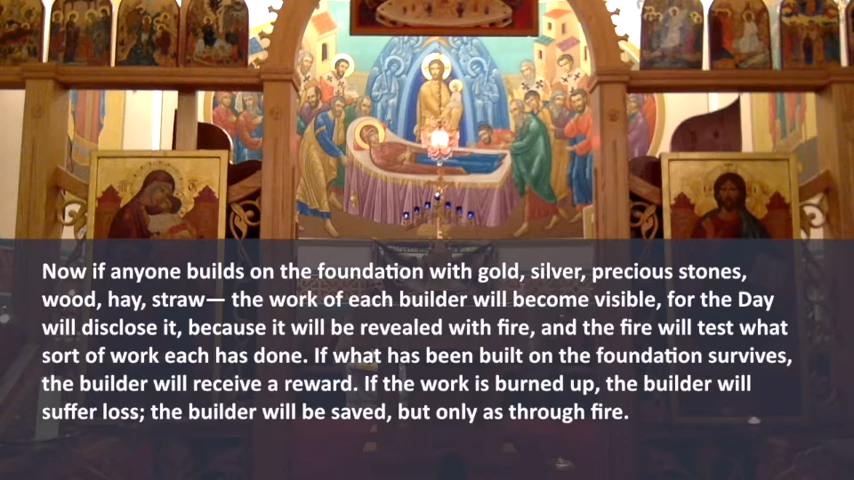 Now if anyone builds on the foundation with gold, silver, precious stones,
wood, hay, straw— the work of each builder will become visible, for the Day
will disclose it, because it will be revealed with fire, and the fire will test what
sort of work each has done. If what has been built on the foundation survives,
the builder will receive a reward. If the work is burned up, the builder will
suffer loss; the builder will be saved, but only as through fire.